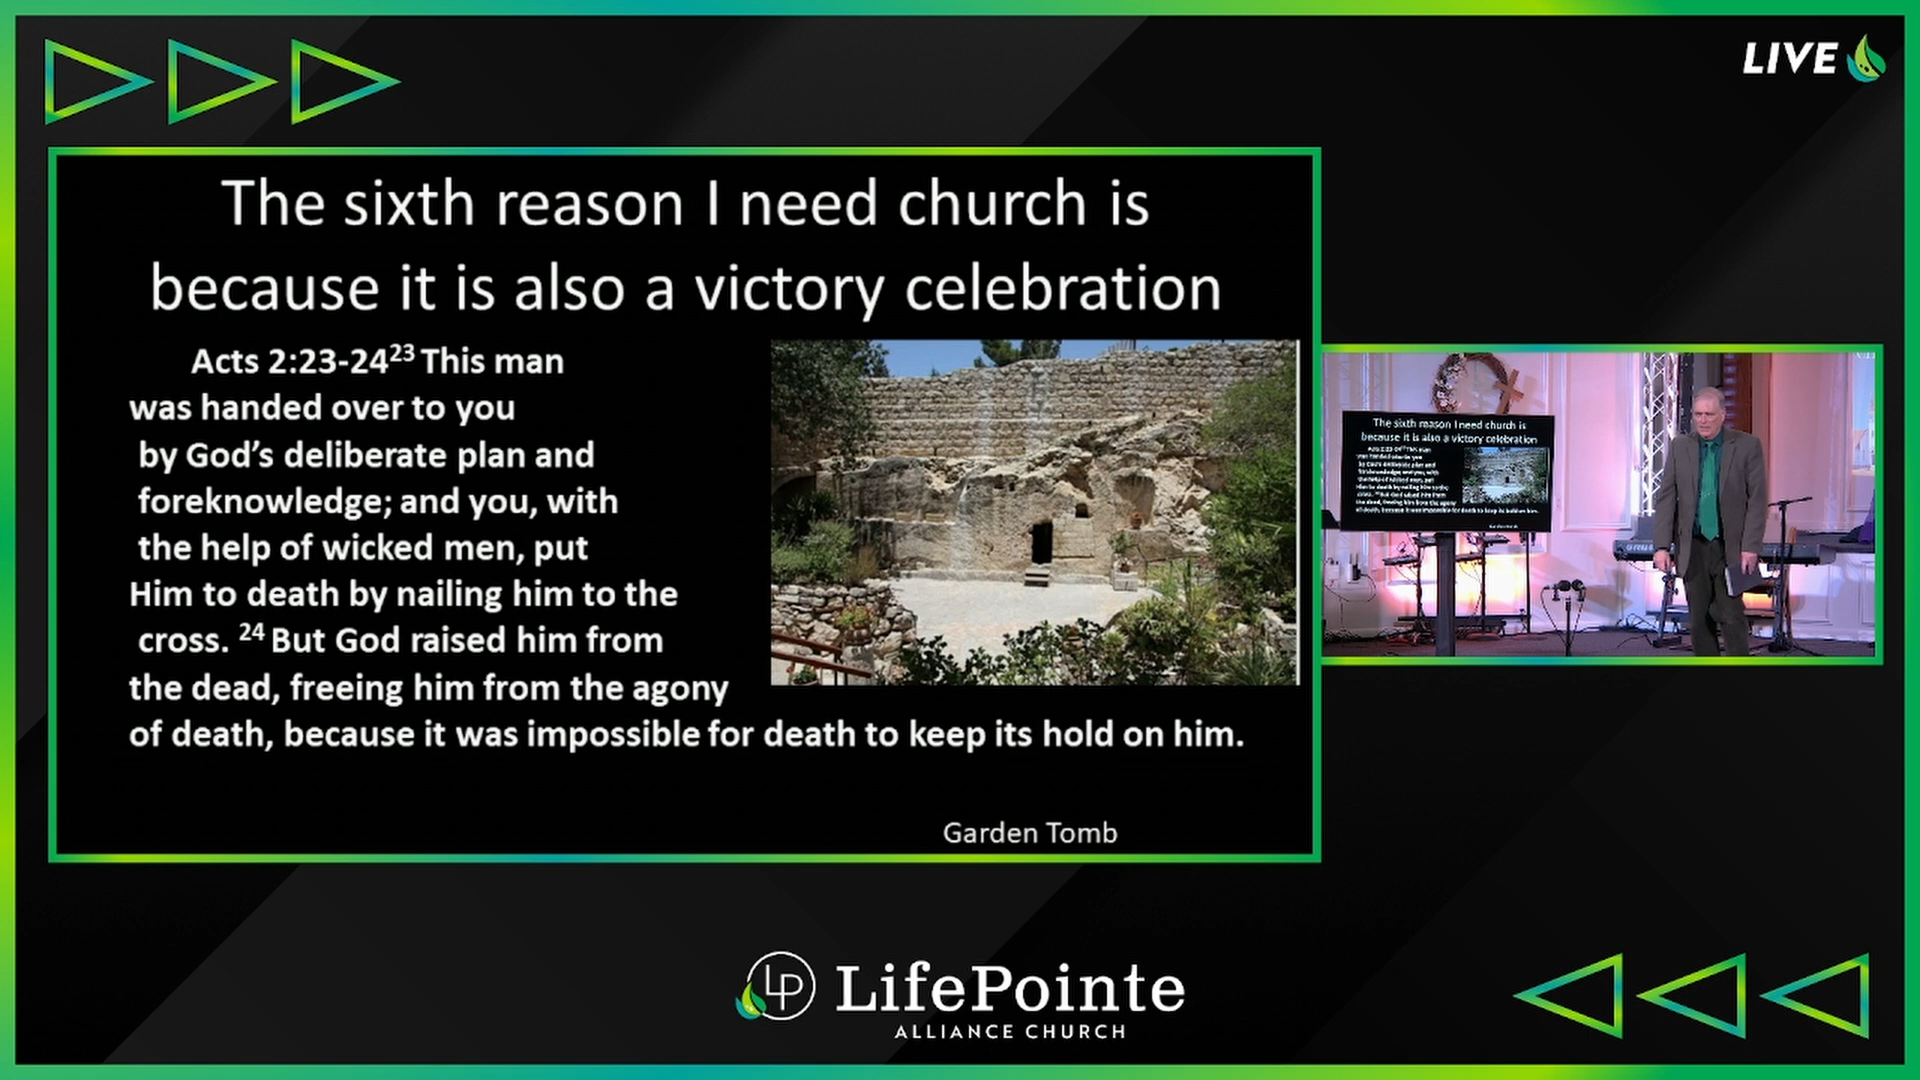 LIVE
The sixth reason I need church is
because it is also a victory celebration
Acts 2:23-24²³ This man
was handed over to you
by God’s deliberate plan and
foreknowledge; and you, with
the help of wicked men, put
Him to death by nailing him to the
cross. ²⁴ But God raised him from
the dead, freeing him from the agony
of death, because it was impossible for death to keep its hold on him.
Garden Tomb
The sixth reason I need church is
because it is also a victory celebration
LP LifePointe
ALLIANCE CHURCH